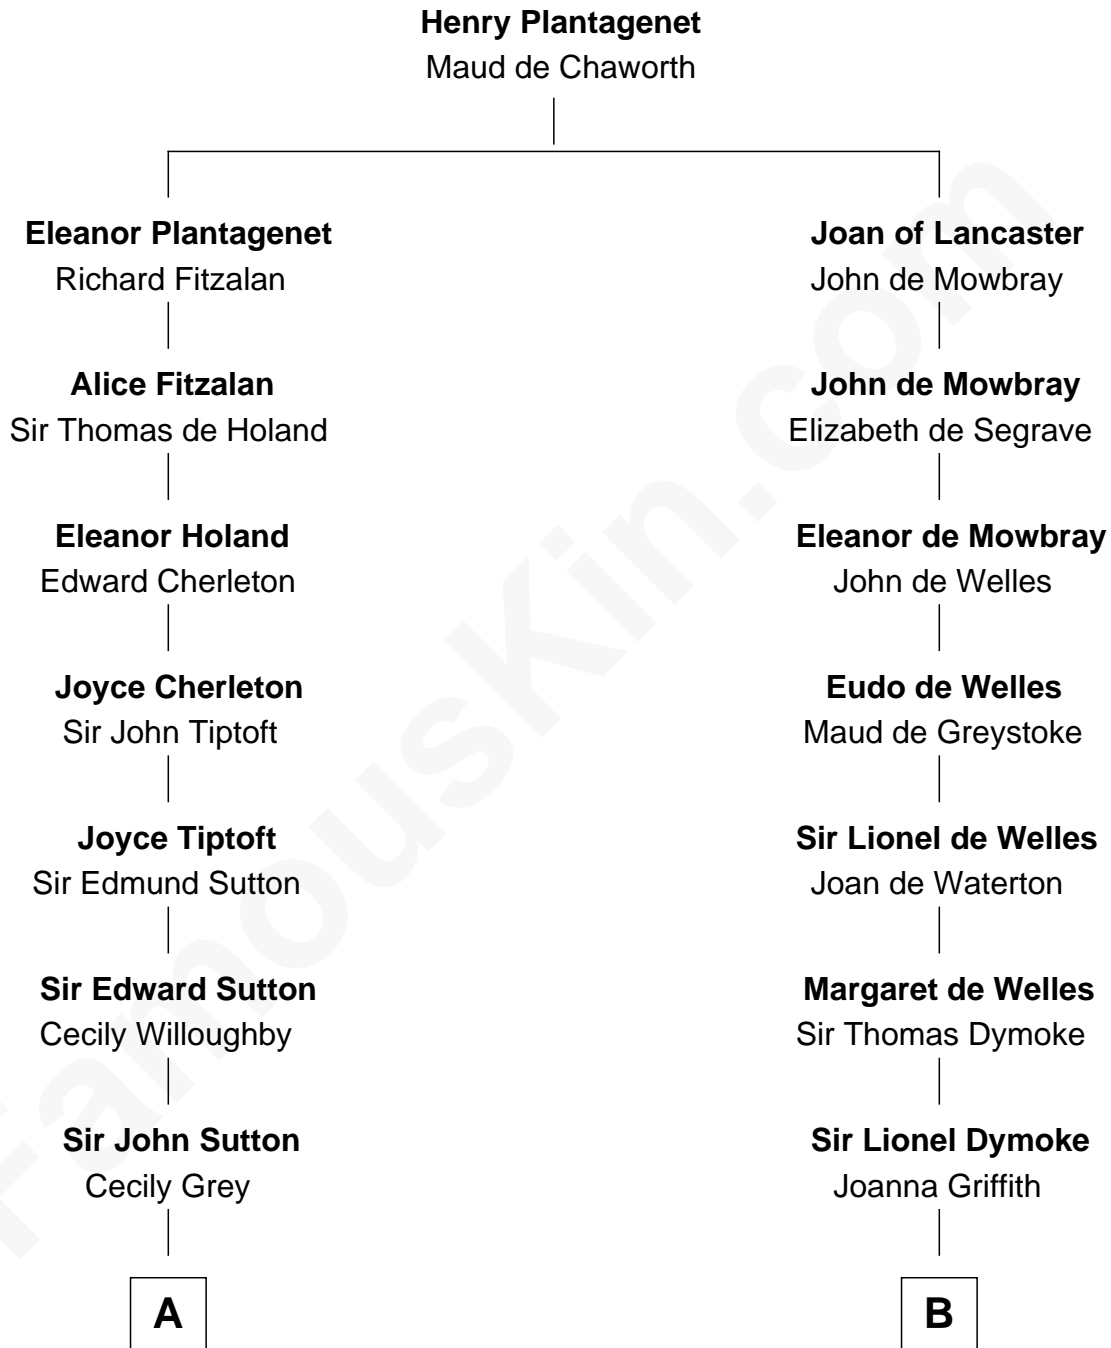 Henry Plantagenet
Maud de Chaworth
Eleanor Plantagenet
Richard Fitzalan
Joan of Lancaster
John de Mowbray
Alice Fitzalan
Sir Thomas de Holand
John de Mowbray
Elizabeth de Segrave
Eleanor Holand
Edward Cherleton
Eleanor de Mowbray
John de Welles
Joyce Cherleton
Sir John Tiptoft
Eudo de Welles
Maud de Greystoke
Joyce Tiptoft
Sir Edmund Sutton
Sir Lionel de Welles
Joan de Waterton
Sir Edward Sutton
Cecily Willoughby
Margaret de Welles
Sir Thomas Dymoke
Sir John Sutton
Cecily Grey
Sir Lionel Dymoke
Joanna Griffith
A
B
FamousKin.com